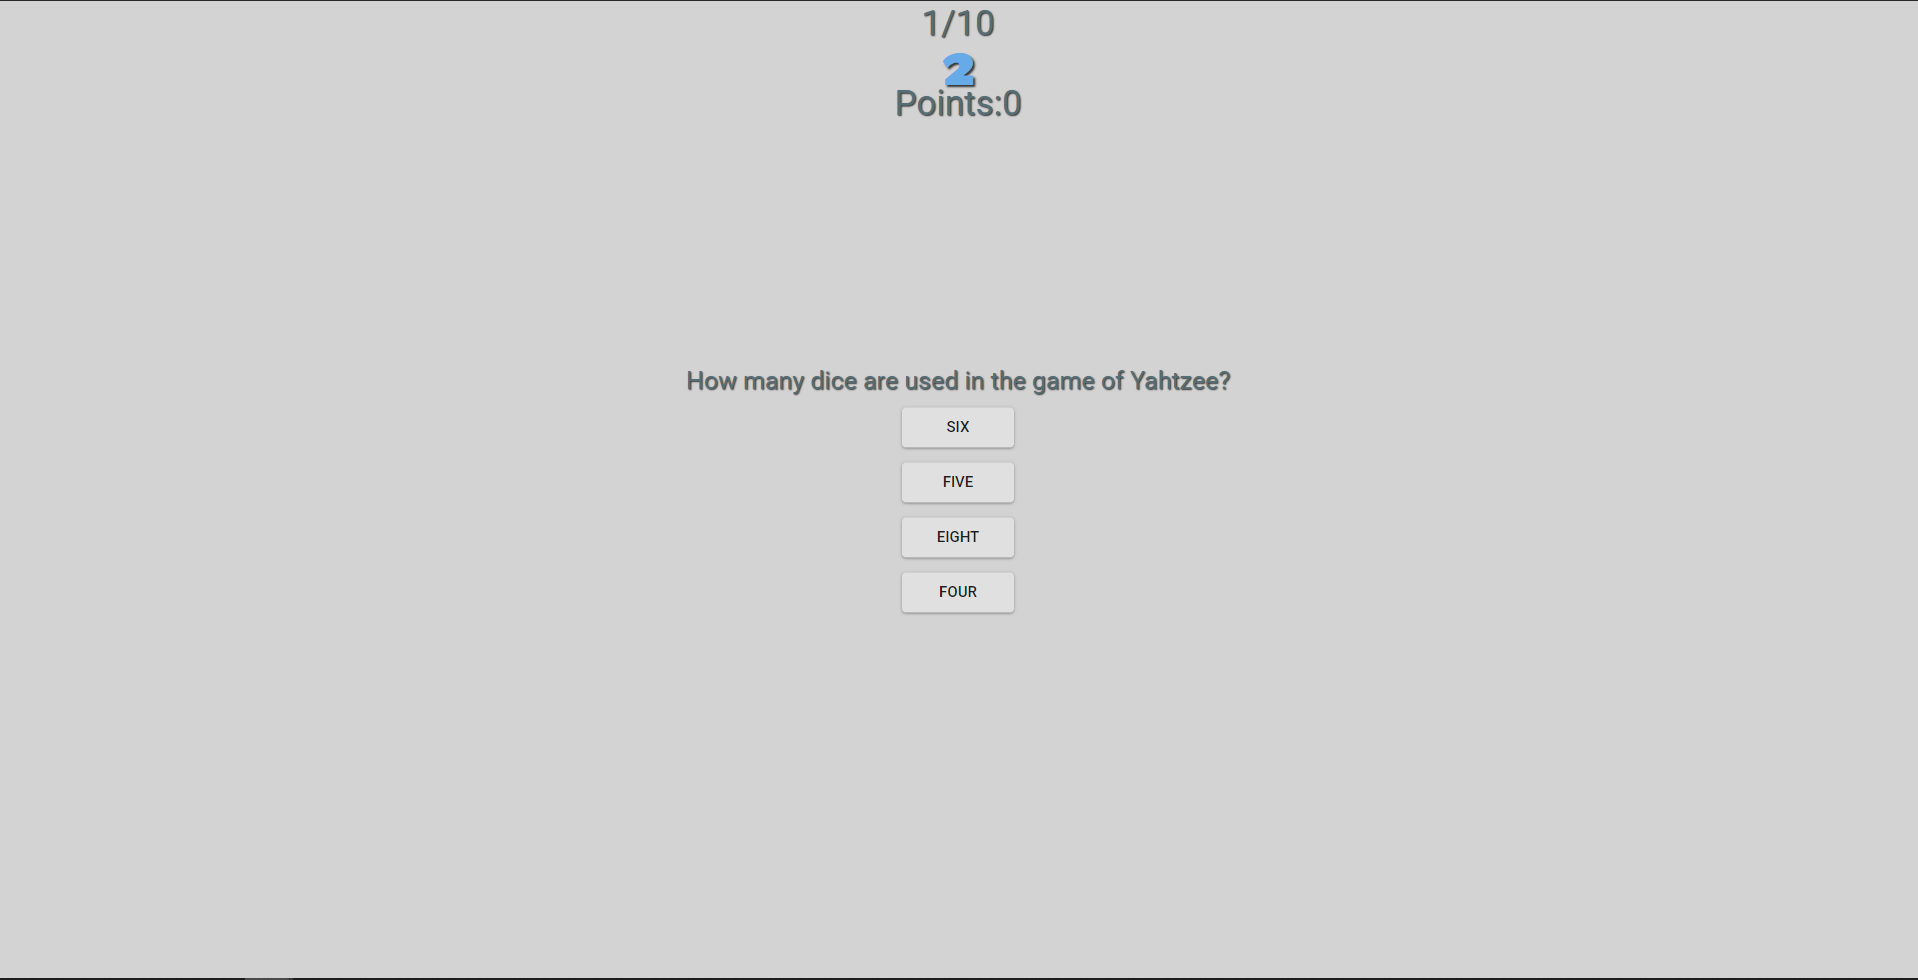 1/10
2
Points:0
How many dice are used in the game of Yahtzee?
SIX
FIVE
EIGHT
FOUR